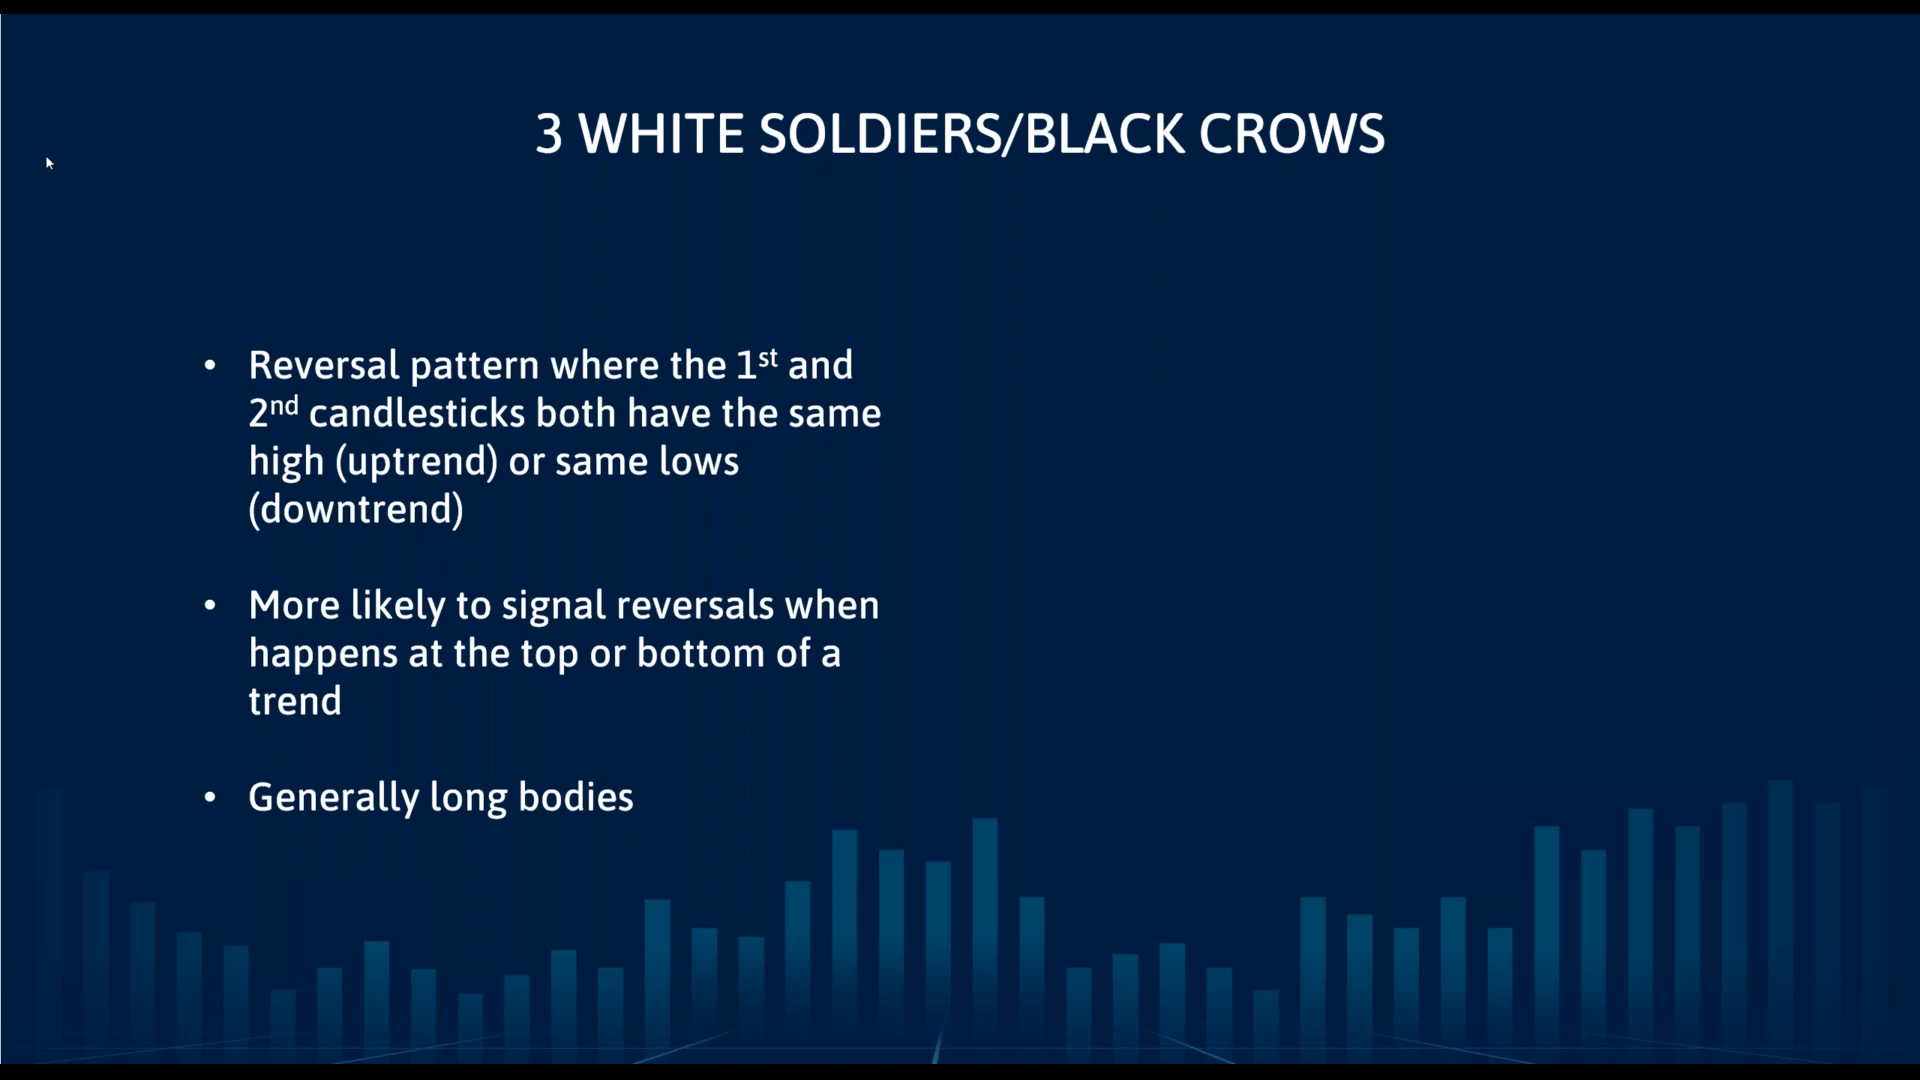 3 WHITE SOLDIERS/BLACK CROWS
• Reversal pattern where the 1st and
2nd candlesticks both have the same
high (uptrend) or same lows
(downtrend)
• More likely to signal reversals when
happens at the top or bottom of a
trend
• Generally long bodies